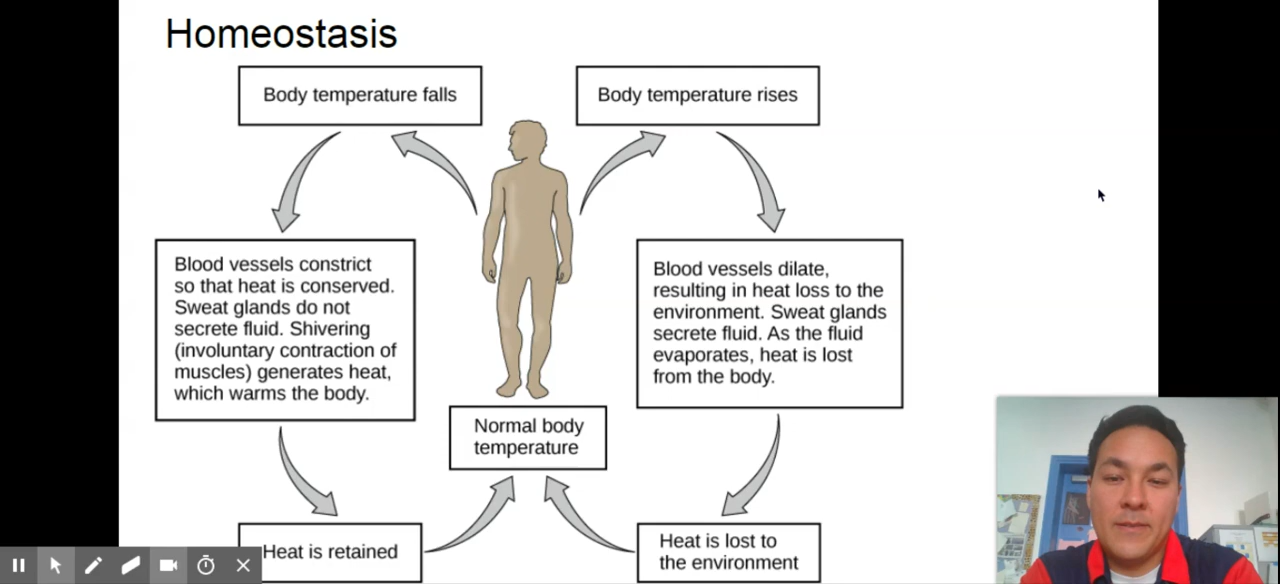 Homeostasis
Body temperature falls
Body temperature rises
Blood vessels constrict
so that heat is conserved.
Sweat glands do not
secrete fluid. Shivering
(involuntary contraction of
muscles) generates heat,
which warms the body.
Blood vessels dilate,
resulting in heat loss to the
environment. Sweat glands
secrete fluid. As the fluid
evaporates, heat is lost
from the body.
Normal body
temperature
Heat is retained
Heat is lost to
the environment